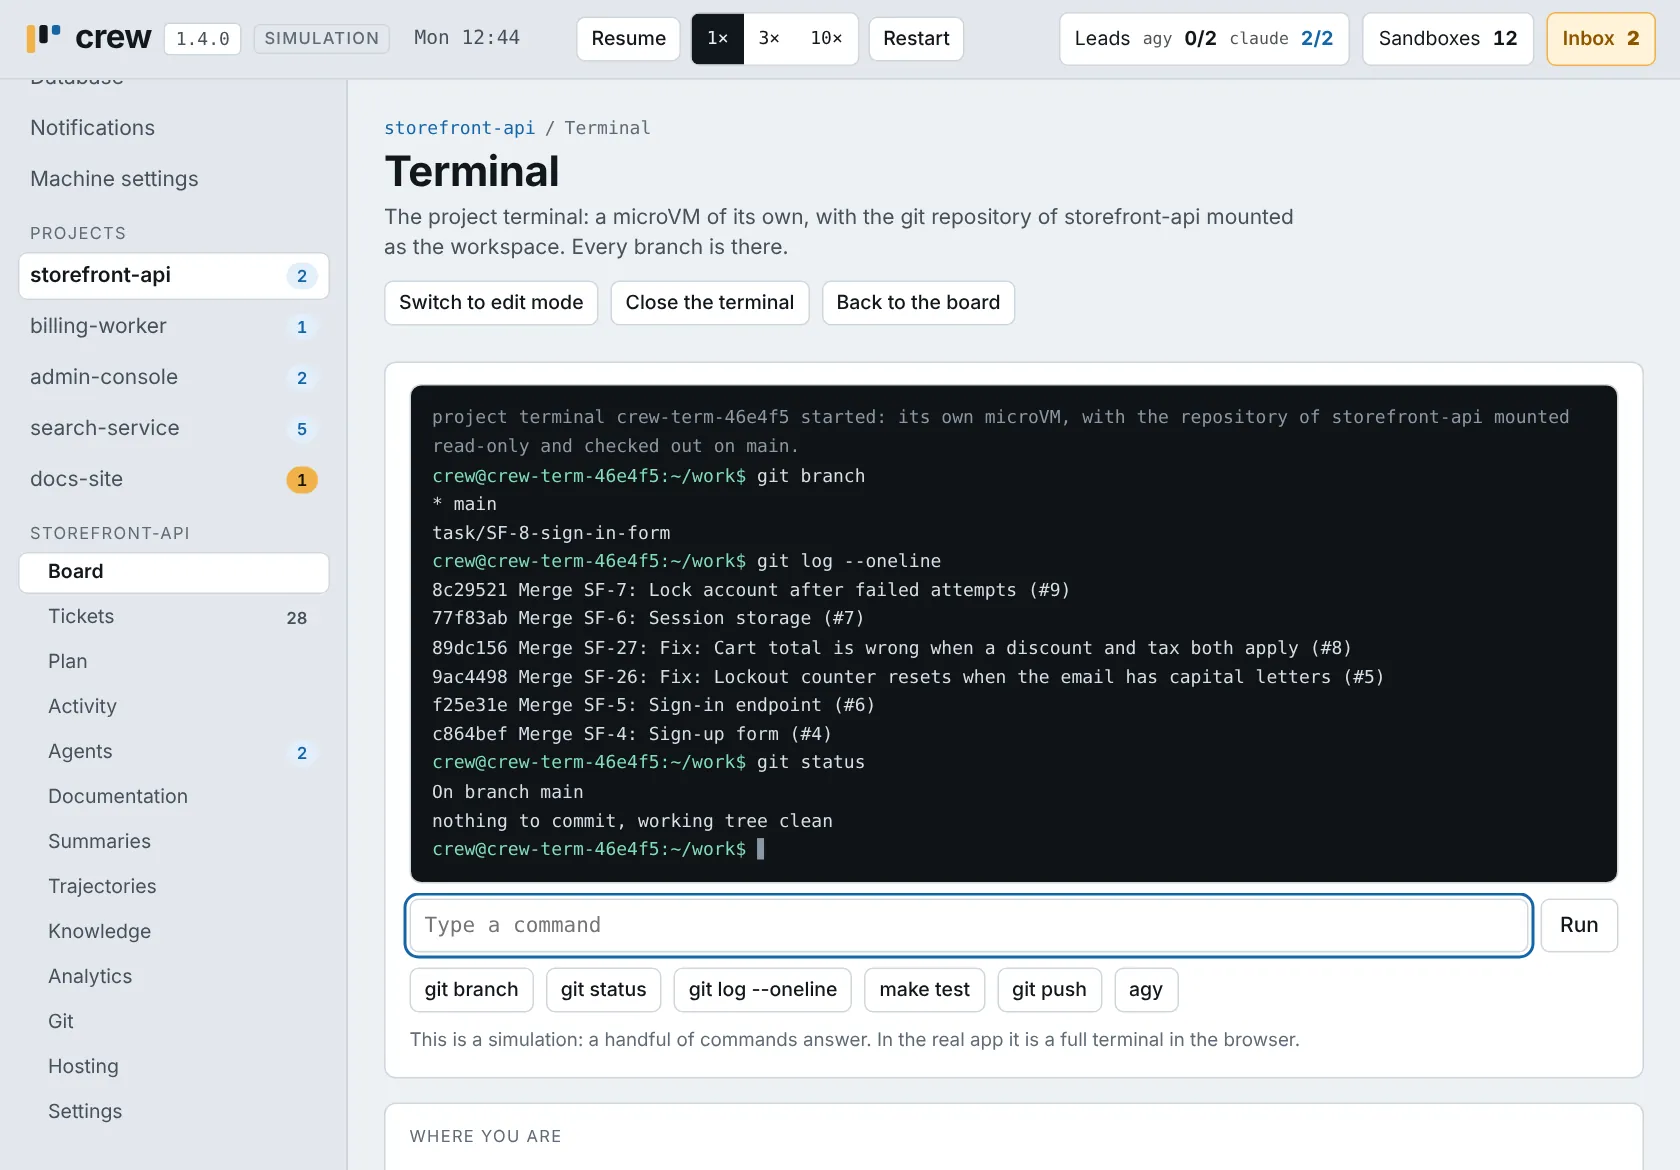 crew 1.4.0 SIMULATION Mon 12:44 Resume 1× 3× 10× Restart Leads agy 0/2 claude 2/2 Sandboxes 12 Inbox 2
Database
Notifications
Machine settings
PROJECTS
storefront-api 2
billing-worker 1
admin-console 2
search-service 5
docs-site 1
STOREFRONT-API
Board
Tickets 28
Plan
Activity
Agents 2
Documentation
Summaries
Trajectories
Knowledge
Analytics
Git
Hosting
Settings
storefront-api / Terminal
Terminal
The project terminal: a microVM of its own, with the git repository of storefront-api mounted
as the workspace. Every branch is there.
Switch to edit mode Close the terminal Back to the board
project terminal crew-term-46e4f5 started: its own microVM, with the repository of storefront-api mounted
read-only and checked out on main.
crew@crew-term-46e4f5:~/work$ git branch
* main
task/SF-8-sign-in-form
crew@crew-term-46e4f5:~/work$ git log --oneline
8c29521 Merge SF-7: Lock account after failed attempts (#9)
77f83ab Merge SF-6: Session storage (#7)
89dc156 Merge SF-27: Fix: Cart total is wrong when a discount and tax both apply (#8)
9ac4498 Merge SF-26: Fix: Lockout counter resets when the email has capital letters (#5)
f25e31e Merge SF-5: Sign-in endpoint (#6)
c864bef Merge SF-4: Sign-up form (#4)
crew@crew-term-46e4f5:~/work$ git status
On branch main
nothing to commit, working tree clean
crew@crew-term-46e4f5:~/work$
Type a command Run
git branch git status git log --oneline make test git push agy
This is a simulation: a handful of commands answer. In the real app it is a full terminal in the browser.
WHERE YOU ARE